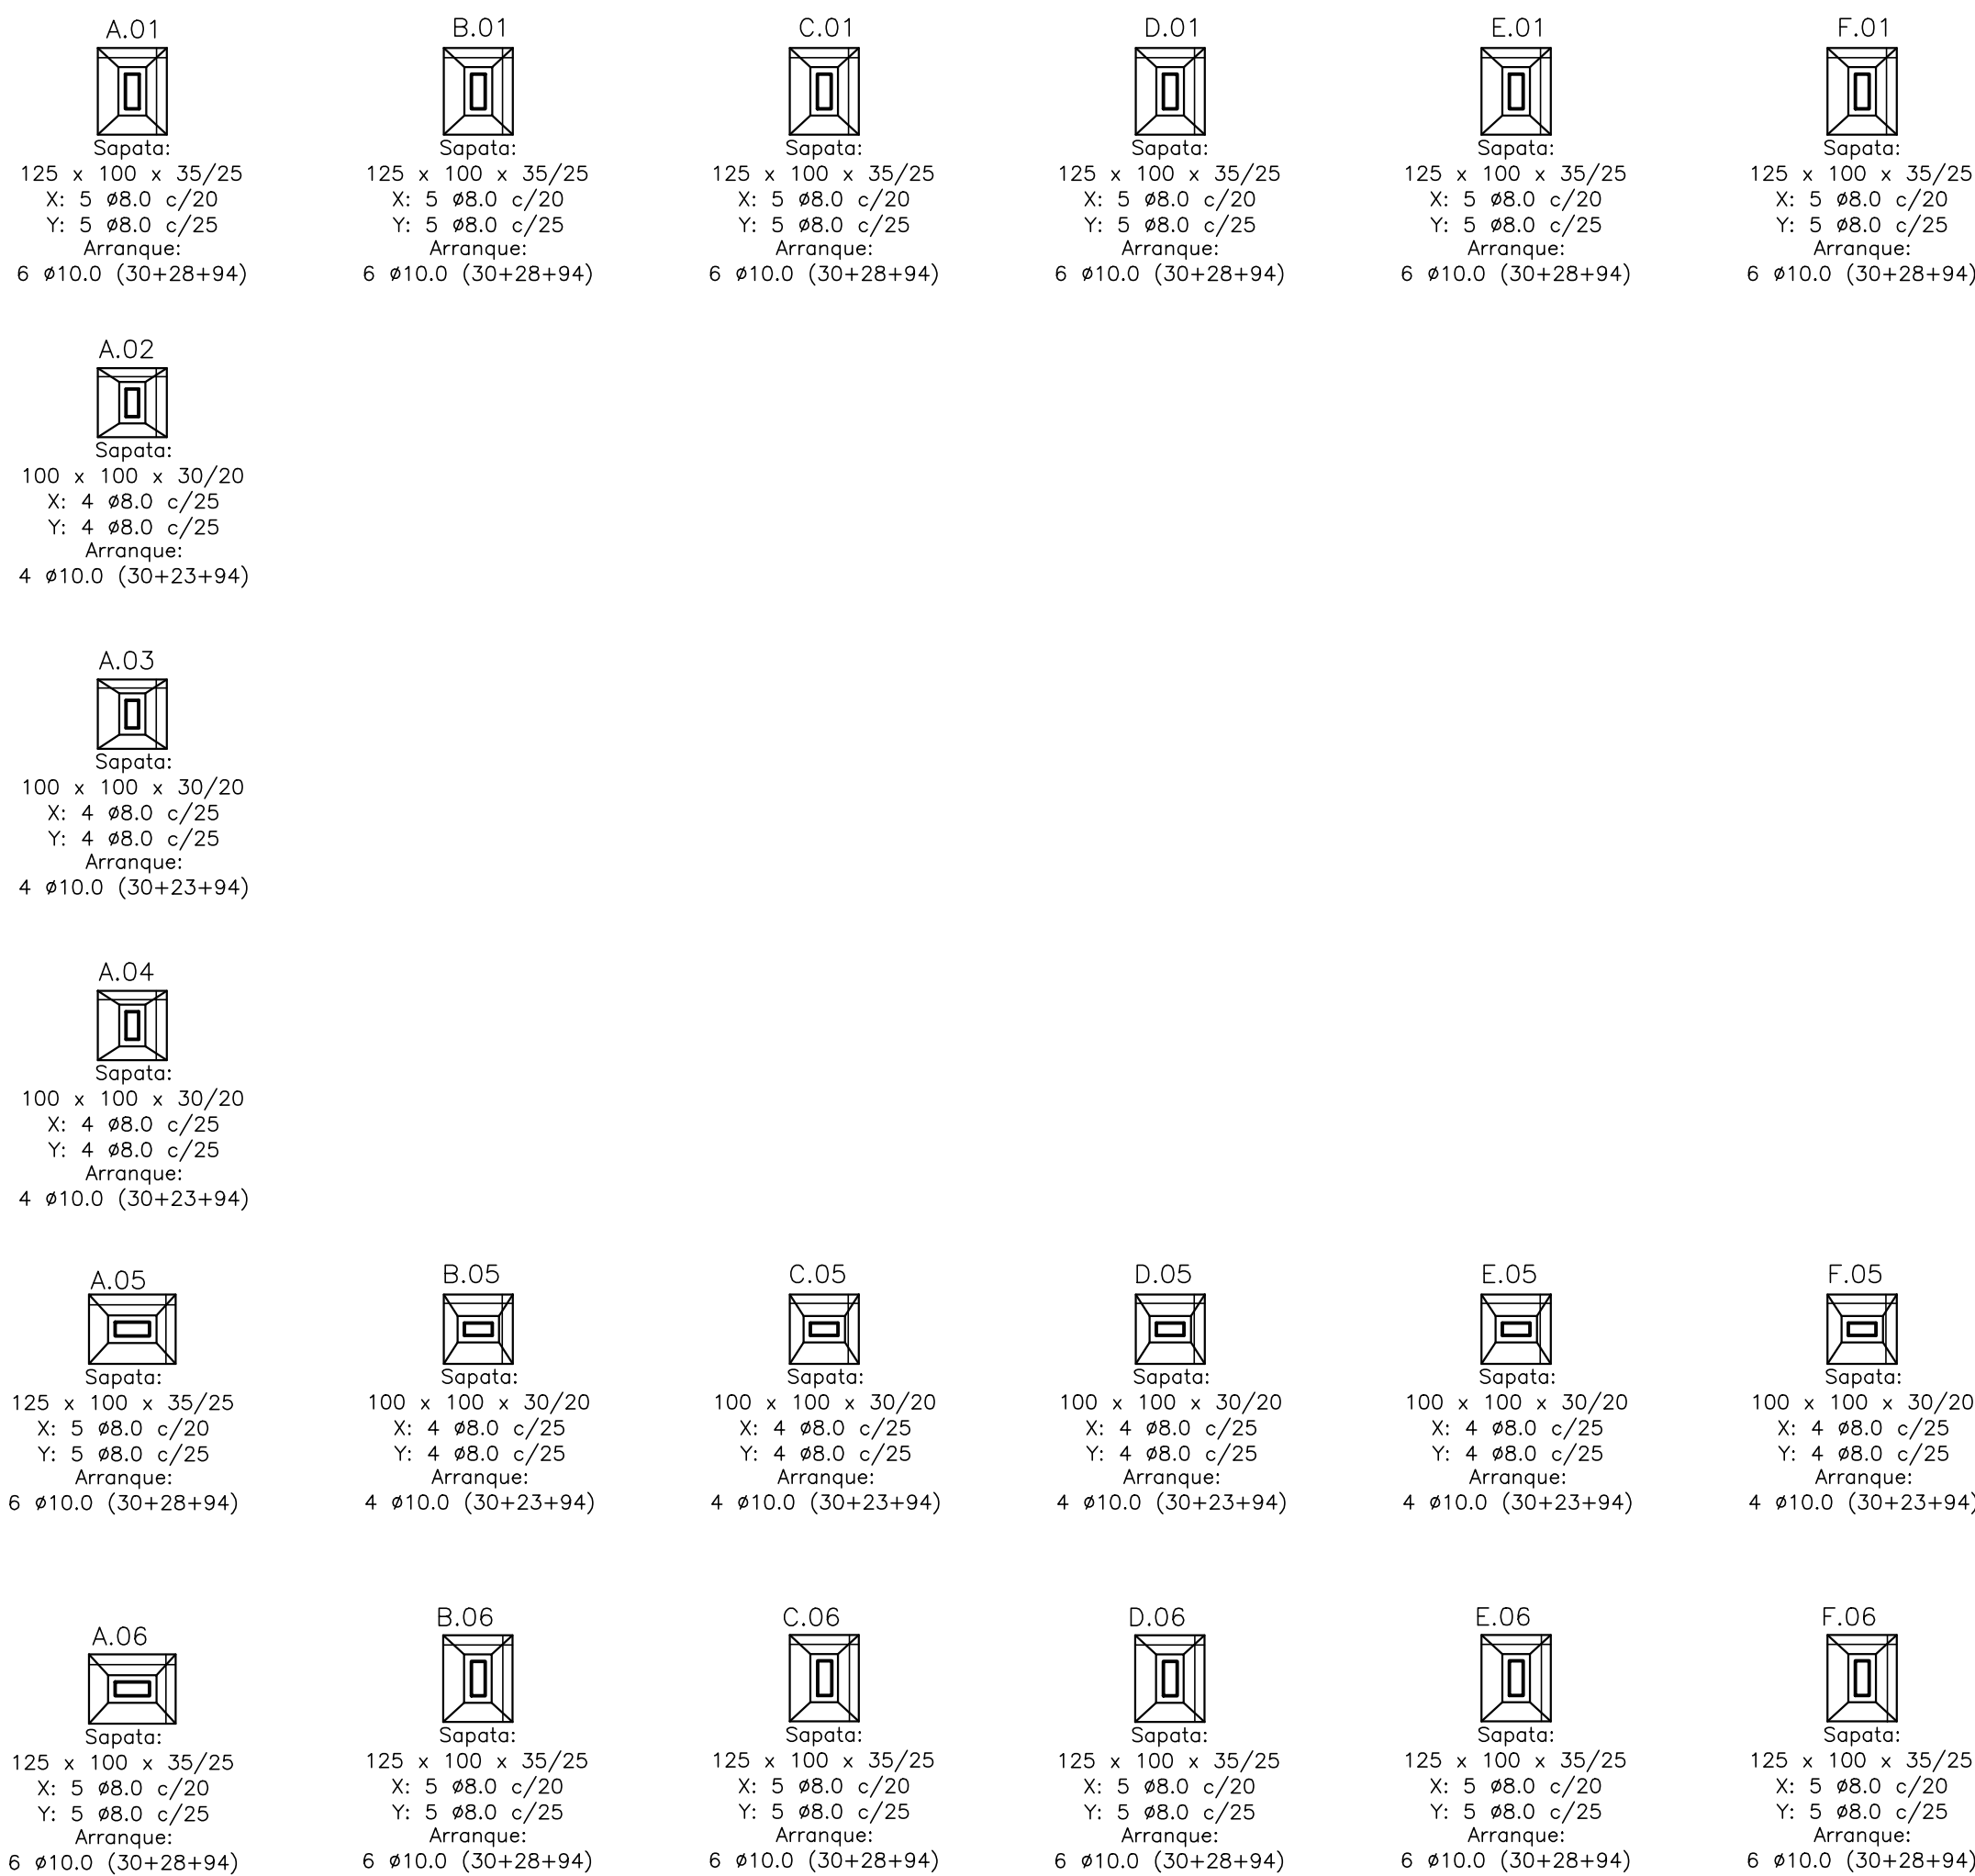 A.01
Sapata:
125 x 100 x 35/25
X: 5 ø8.0 c/20
Y: 5 ø8.0 c/25
Arranque:
6 ø10.0 (30+28+94)
B.01
Sapata:
125 x 100 x 35/25
X: 5 ø8.0 c/20
Y: 5 ø8.0 c/25
Arranque:
6 ø10.0 (30+28+94)
C.01
Sapata:
125 x 100 x 35/25
X: 5 ø8.0 c/20
Y: 5 ø8.0 c/25
Arranque:
6 ø10.0 (30+28+94)
D.01
Sapata:
125 x 100 x 35/25
X: 5 ø8.0 c/20
Y: 5 ø8.0 c/25
Arranque:
6 ø10.0 (30+28+94)
E.01
Sapata:
125 x 100 x 35/25
X: 5 ø8.0 c/20
Y: 5 ø8.0 c/25
Arranque:
6 ø10.0 (30+28+94)
F.01
Sapata:
125 x 100 x 35/25
X: 5 ø8.0 c/20
Y: 5 ø8.0 c/25
Arranque:
6 ø10.0 (30+28+94)
A.02
Sapata:
100 x 100 x 30/20
X: 4 ø8.0 c/25
Y: 4 ø8.0 c/25
Arranque:
4 ø10.0 (30+23+94)
A.03
Sapata:
100 x 100 x 30/20
X: 4 ø8.0 c/25
Y: 4 ø8.0 c/25
Arranque:
4 ø10.0 (30+23+94)
A.04
Sapata:
100 x 100 x 30/20
X: 4 ø8.0 c/25
Y: 4 ø8.0 c/25
Arranque:
4 ø10.0 (30+23+94)
A.05
Sapata:
125 x 100 x 35/25
X: 5 ø8.0 c/20
Y: 5 ø8.0 c/25
Arranque:
6 ø10.0 (30+28+94)
B.05
Sapata:
100 x 100 x 30/20
X: 4 ø8.0 c/25
Y: 4 ø8.0 c/25
Arranque:
4 ø10.0 (30+23+94)
C.05
Sapata:
100 x 100 x 30/20
X: 4 ø8.0 c/25
Y: 4 ø8.0 c/25
Arranque:
4 ø10.0 (30+23+94)
D.05
Sapata:
100 x 100 x 30/20
X: 4 ø8.0 c/25
Y: 4 ø8.0 c/25
Arranque:
4 ø10.0 (30+23+94)
E.05
Sapata:
100 x 100 x 30/20
X: 4 ø8.0 c/25
Y: 4 ø8.0 c/25
Arranque:
4 ø10.0 (30+23+94)
F.05
Sapata:
100 x 100 x 30/20
X: 4 ø8.0 c/25
Y: 4 ø8.0 c/25
Arranque:
4 ø10.0 (30+23+94)
A.06
Sapata:
125 x 100 x 35/25
X: 5 ø8.0 c/20
Y: 5 ø8.0 c/25
Arranque:
6 ø10.0 (30+28+94)
B.06
Sapata:
125 x 100 x 35/25
X: 5 ø8.0 c/20
Y: 5 ø8.0 c/25
Arranque:
6 ø10.0 (30+28+94)
C.06
Sapata:
125 x 100 x 35/25
X: 5 ø8.0 c/20
Y: 5 ø8.0 c/25
Arranque:
6 ø10.0 (30+28+94)
D.06
Sapata:
125 x 100 x 35/25
X: 5 ø8.0 c/20
Y: 5 ø8.0 c/25
Arranque:
6 ø10.0 (30+28+94)
E.06
Sapata:
125 x 100 x 35/25
X: 5 ø8.0 c/20
Y: 5 ø8.0 c/25
Arranque:
6 ø10.0 (30+28+94)
F.06
Sapata:
125 x 100 x 35/25
X: 5 ø8.0 c/20
Y: 5 ø8.0 c/25
Arranque:
6 ø10.0 (30+28+94)